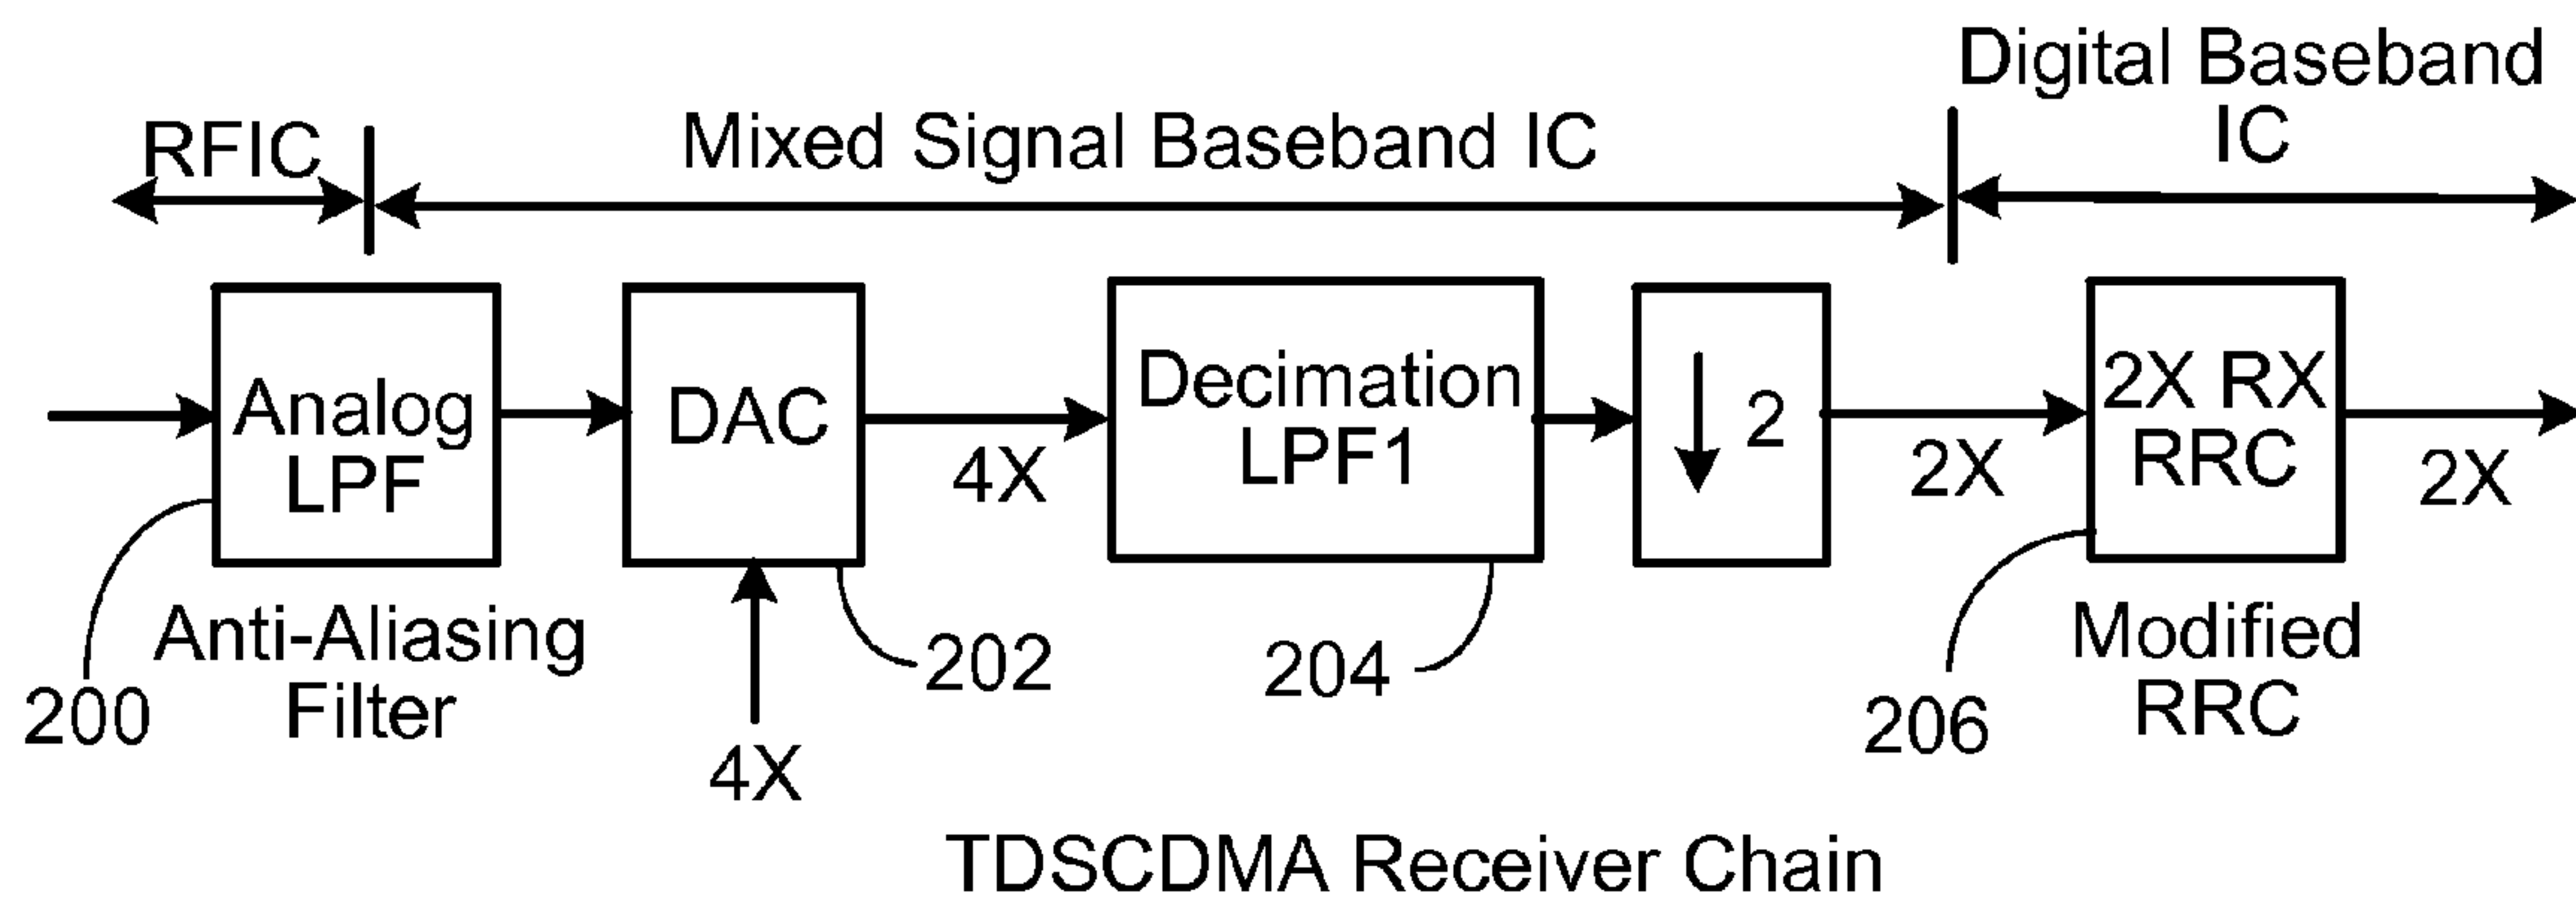 Digital Baseband
IC
RFIC
Mixed Signal Baseband IC
Analog
LPF
DAC
4X
Decimation
LPF1
2
2X
2X RX
RRC
2X
200
Anti-Aliasing
Filter
4X
202
204
206
Modified
RRC
TDSCDMA Receiver Chain